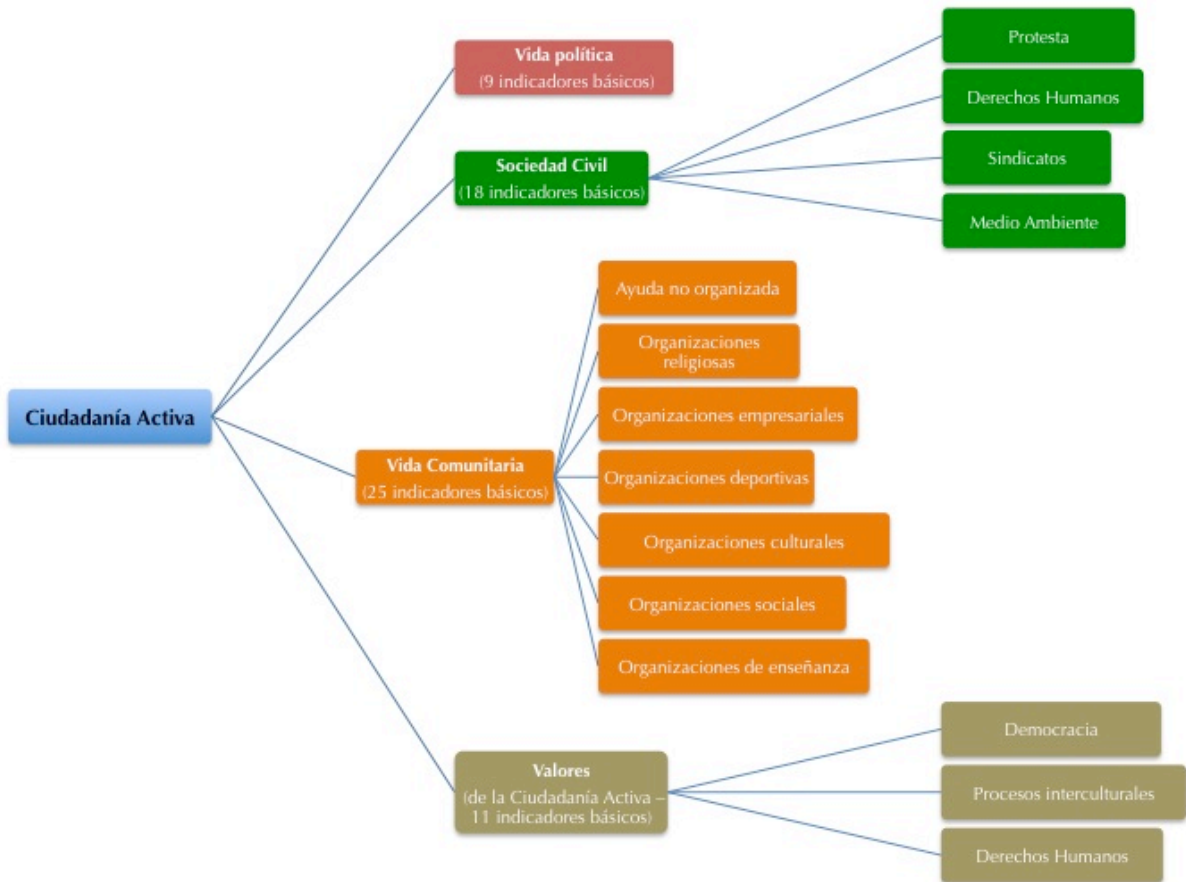 Ciudadanía Activa
Vida política
(9 indicadores básicos)
Sociedad Civil
(18 indicadores básicos)
Protesta
Derechos Humanos
Sindicatos
Medio Ambiente
Vida Comunitaria
(25 indicadores básicos)
Ayuda no organizada
Organizaciones
religiosas
Organizaciones empresariales
Organizaciones deportivas
Organizaciones culturales
Organizaciones sociales
Organizaciones de enseñanza
Valores
(de la Ciudadanía Activa –
11 indicadores básicos)
Democracia
Procesos interculturales
Derechos Humanos